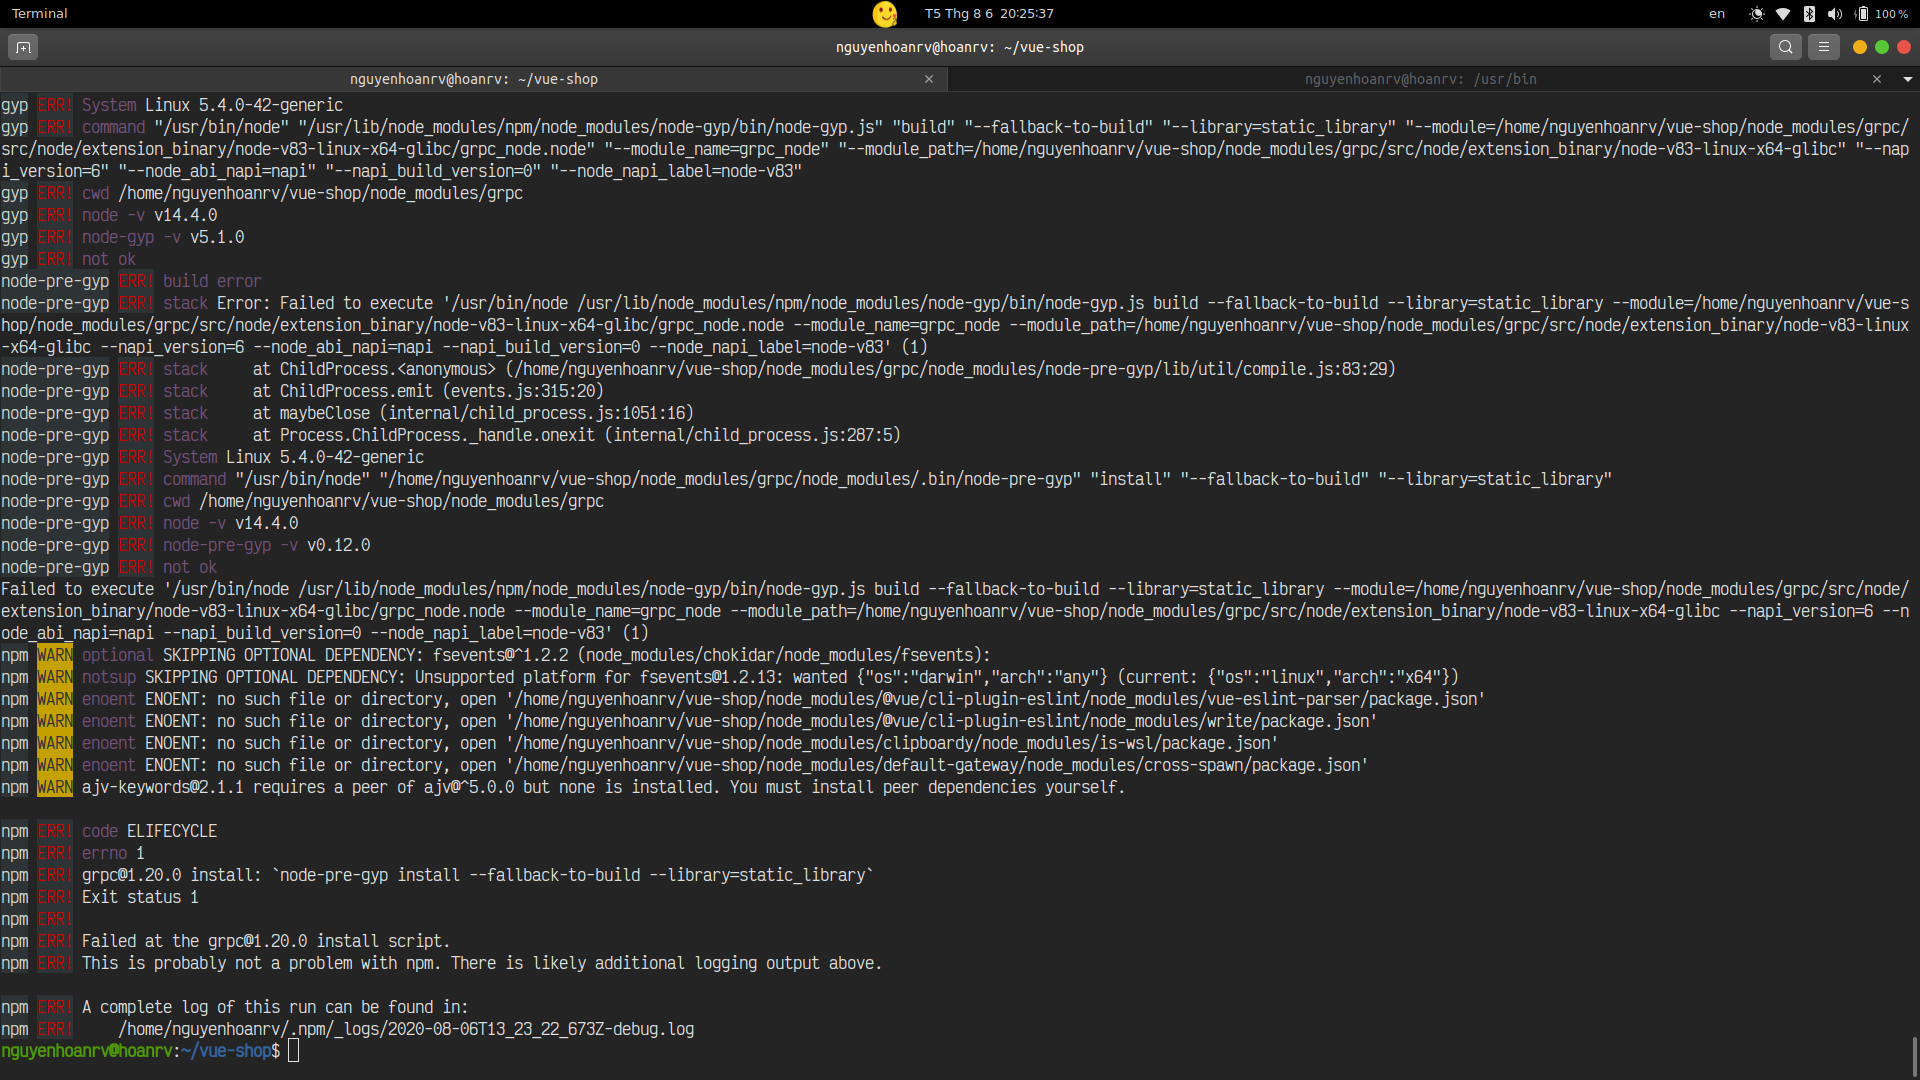 Terminal
T5 Thg 8 6 20:25:37
en
100 %
nguyenhoanrv@hoanrv: ~/vue-shop
nguyenhoanrv@hoanrv: ~/vue-shop
nguyenhoanrv@hoanrv: /usr/bin
gyp ERR! System Linux 5.4.0-42-generic
gyp ERR! command "/usr/bin/node" "/usr/lib/node_modules/npm/node_modules/node-gyp/bin/node-gyp.js" "build" "--fallback-to-build" "--library=static_library" "--module=/home/nguyenhoanrv/vue-shop/node_modules/grpc/
src/node/extension_binary/node-v83-linux-x64-glibc/grpc_node.node" "--module_name=grpc_node" "--module_path=/home/nguyenhoanrv/vue-shop/node_modules/grpc/src/node/extension_binary/node-v83-linux-x64-glibc" "--nap
i_version=6" "--node_abi_napi=napi" "--napi_build_version=0" "--node_napi_label=node-v83"
gyp ERR! cwd /home/nguyenhoanrv/vue-shop/node_modules/grpc
gyp ERR! node -v v14.4.0
gyp ERR! node-gyp -v v5.1.0
gyp ERR! not ok
node-pre-gyp ERR! build error
node-pre-gyp ERR! stack Error: Failed to execute '/usr/bin/node /usr/lib/node_modules/npm/node_modules/node-gyp/bin/node-gyp.js build --fallback-to-build --library=static_library --module=/home/nguyenhoanrv/vue-s
hop/node_modules/grpc/src/node/extension_binary/node-v83-linux-x64-glibc/grpc_node.node --module_name=grpc_node --module_path=/home/nguyenhoanrv/vue-shop/node_modules/grpc/src/node/extension_binary/node-v83-linux
-x64-glibc --napi_version=6 --node_abi_napi=napi --napi_build_version=0 --node_napi_label=node-v83' (1)
node-pre-gyp ERR! stack     at ChildProcess.<anonymous> (/home/nguyenhoanrv/vue-shop/node_modules/grpc/node_modules/node-pre-gyp/lib/util/compile.js:83:29)
node-pre-gyp ERR! stack     at ChildProcess.emit (events.js:315:20)
node-pre-gyp ERR! stack     at maybeClose (internal/child_process.js:1051:16)
node-pre-gyp ERR! stack     at Process.ChildProcess._handle.onexit (internal/child_process.js:287:5)
node-pre-gyp ERR! System Linux 5.4.0-42-generic
node-pre-gyp ERR! command "/usr/bin/node" "/home/nguyenhoanrv/vue-shop/node_modules/grpc/node_modules/.bin/node-pre-gyp" "install" "--fallback-to-build" "--library=static_library"
node-pre-gyp ERR! cwd /home/nguyenhoanrv/vue-shop/node_modules/grpc
node-pre-gyp ERR! node -v v14.4.0
node-pre-gyp ERR! node-pre-gyp -v v0.12.0
node-pre-gyp ERR! not ok
Failed to execute '/usr/bin/node /usr/lib/node_modules/npm/node_modules/node-gyp/bin/node-gyp.js build --fallback-to-build --library=static_library --module=/home/nguyenhoanrv/vue-shop/node_modules/grpc/src/node/
extension_binary/node-v83-linux-x64-glibc/grpc_node.node --module_name=grpc_node --module_path=/home/nguyenhoanrv/vue-shop/node_modules/grpc/src/node/extension_binary/node-v83-linux-x64-glibc --napi_version=6 --n
ode_abi_napi=napi --napi_build_version=0 --node_napi_label=node-v83' (1)
npm WARN optional SKIPPING OPTIONAL DEPENDENCY: fsevents@^1.2.2 (node_modules/chokidar/node_modules/fsevents):
npm WARN notsup SKIPPING OPTIONAL DEPENDENCY: Unsupported platform for fsevents@1.2.13: wanted {"os":"darwin","arch":"any"} (current: {"os":"linux","arch":"x64"})
npm WARN enoent ENOENT: no such file or directory, open '/home/nguyenhoanrv/vue-shop/node_modules/@vue/cli-plugin-eslint/node_modules/vue-eslint-parser/package.json'
npm WARN enoent ENOENT: no such file or directory, open '/home/nguyenhoanrv/vue-shop/node_modules/@vue/cli-plugin-eslint/node_modules/write/package.json'
npm WARN enoent ENOENT: no such file or directory, open '/home/nguyenhoanrv/vue-shop/node_modules/clipboardy/node_modules/is-wsl/package.json'
npm WARN enoent ENOENT: no such file or directory, open '/home/nguyenhoanrv/vue-shop/node_modules/default-gateway/node_modules/cross-spawn/package.json'
npm WARN ajv-keywords@2.1.1 requires a peer of ajv@^5.0.0 but none is installed. You must install peer dependencies yourself.
npm ERR! code ELIFECYCLE
npm ERR! errno 1
npm ERR! grpc@1.20.0 install: `node-pre-gyp install --fallback-to-build --library=static_library`
npm ERR! Exit status 1
npm ERR!
npm ERR! Failed at the grpc@1.20.0 install script.
npm ERR! This is probably not a problem with npm. There is likely additional logging output above.
npm ERR! A complete log of this run can be found in:
npm ERR!     /home/nguyenhoanrv/.npm/_logs/2020-08-06T13_23_22_673Z-debug.log
nguyenhoanrv@hoanrv:~/vue-shop$